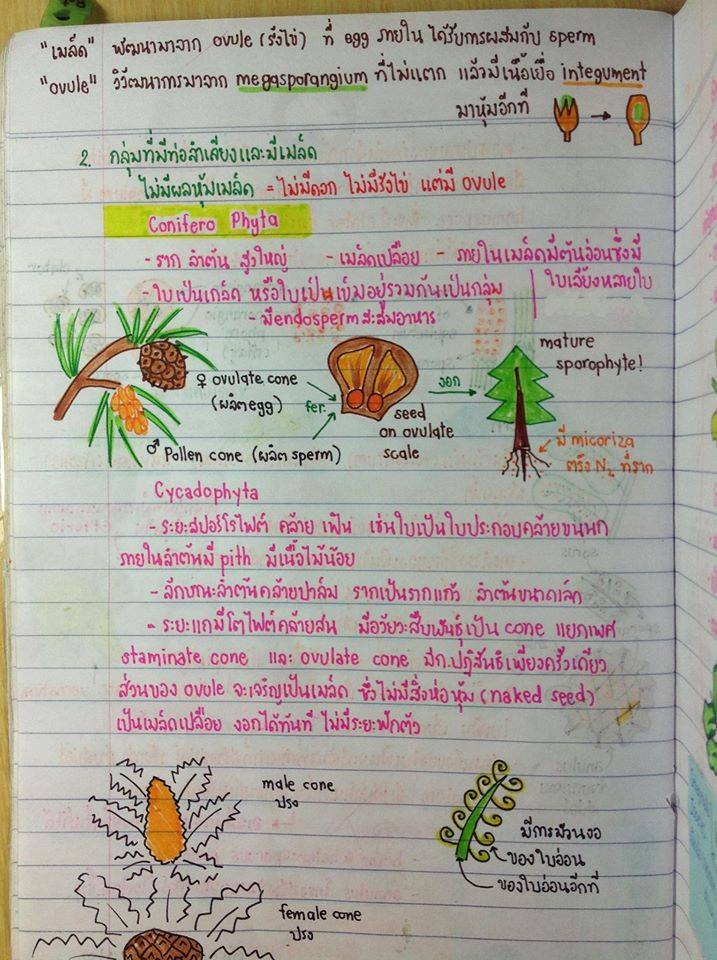 "เมล็ด" พัฒนามาจาก ovule (รังไข่) ที่ egg ภายใน ได้รับการผสมกับ sperm
"ovule" วิวัฒนาการมาจาก megasporangium ที่ไม่แตก แล้วมีเนื้อเยื่อ integument
มาหุ้มอีกที
2. กลุ่มที่มีท่อลำเลียงและมีเมล็ด
ไม่มีผลหุ้มเมล็ด = ไม่มีดอก ไม่มีรังไข่ แต่มี ovule
Conifero Phyta
- ราก ลำต้น สูงใหญ่ - เมล็ดเปลือย - ภายในเมล็ดมีต้นอ่อนซึ่งมี
ใบเลี้ยงหลายใบ
- ใบเป็นเกล็ด หรือใบเป็นเข็มอยู่รวมกันเป็นกลุ่ม
- มี endosperm สะสมอาหาร
♀ ovulate cone
(ผลิต egg)
♂ Pollen cone (ผลิต sperm)
fer.
seed
on ovulate
scale
งอก
mature
sporophyte!
มี micoriza
ตรึง N₂ ที่ราก
Cycadophyta
- ระยะสปอร์โรไฟต์ คล้าย เฟิน เช่นใบเป็นใบประกอบคล้ายขนนก
ภายในลำต้นมี pith มีเนื้อไม้น้อย
- ลักษณะลำต้นคล้ายปาล์ม รากเป็นรากแก้ว ลำต้นขนาดเล็ก
- ระยะแกมีโตไฟต์คล้ายสน มีอวัยวะสืบพันธุ์เป็น cone แยกเพศ
staminate cone และ ovulate cone มีก.ปฏิสนธิเพียงครั้งเดียว
ส่วนของ ovule จะเจริญเป็นเมล็ด ซึ่งไม่มีสิ่งห่อหุ้ม (naked seed)
เป็นเมล็ดเปลือย งอกได้ทันที ไม่มีระยะพักตัว
male cone
ปรง
มีการม้วนงอ
ของใบอ่อน
ของใบอ่อนอีกที
female cone
ปรง